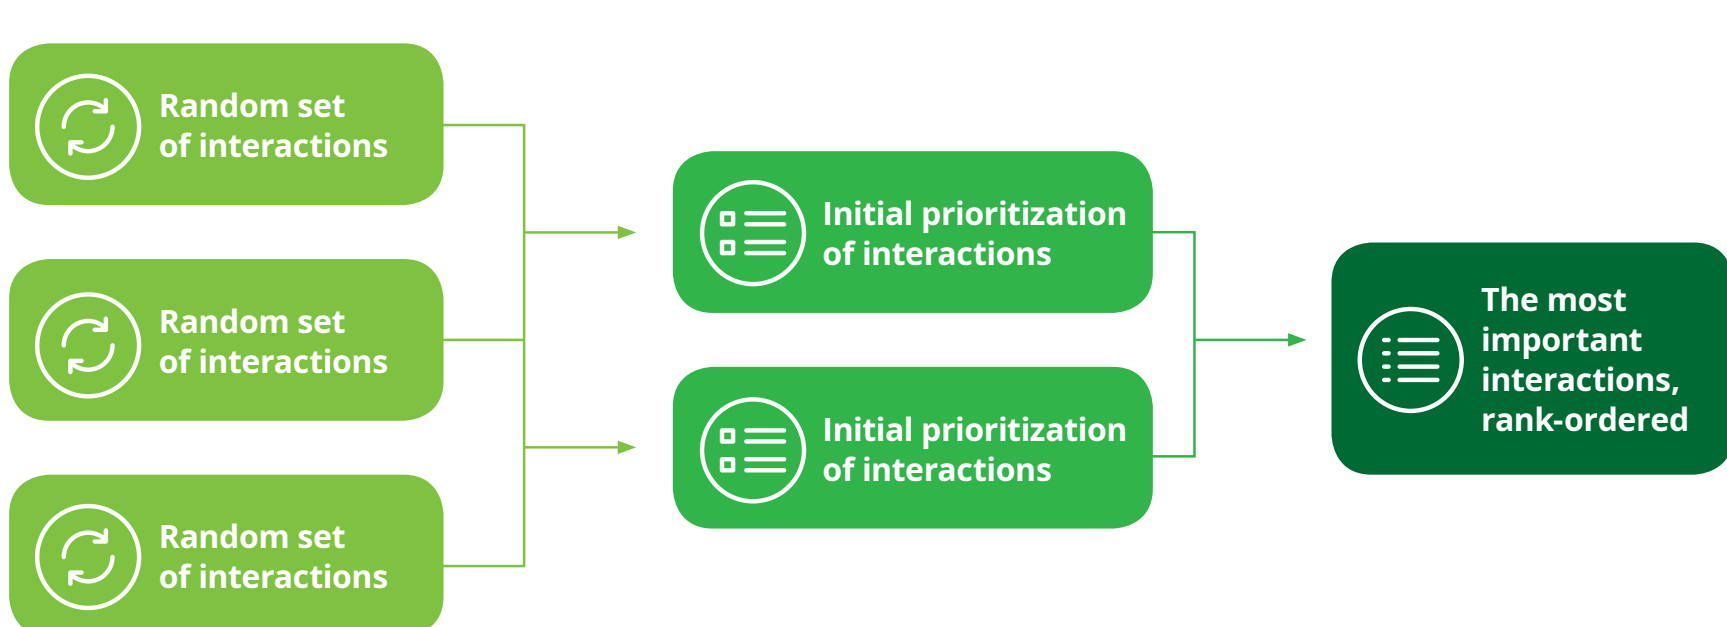 Random set
of interactions
Random set
of interactions
Random set
of interactions
Initial prioritization
of interactions
Initial prioritization
of interactions
The most
important
interactions,
rank-ordered